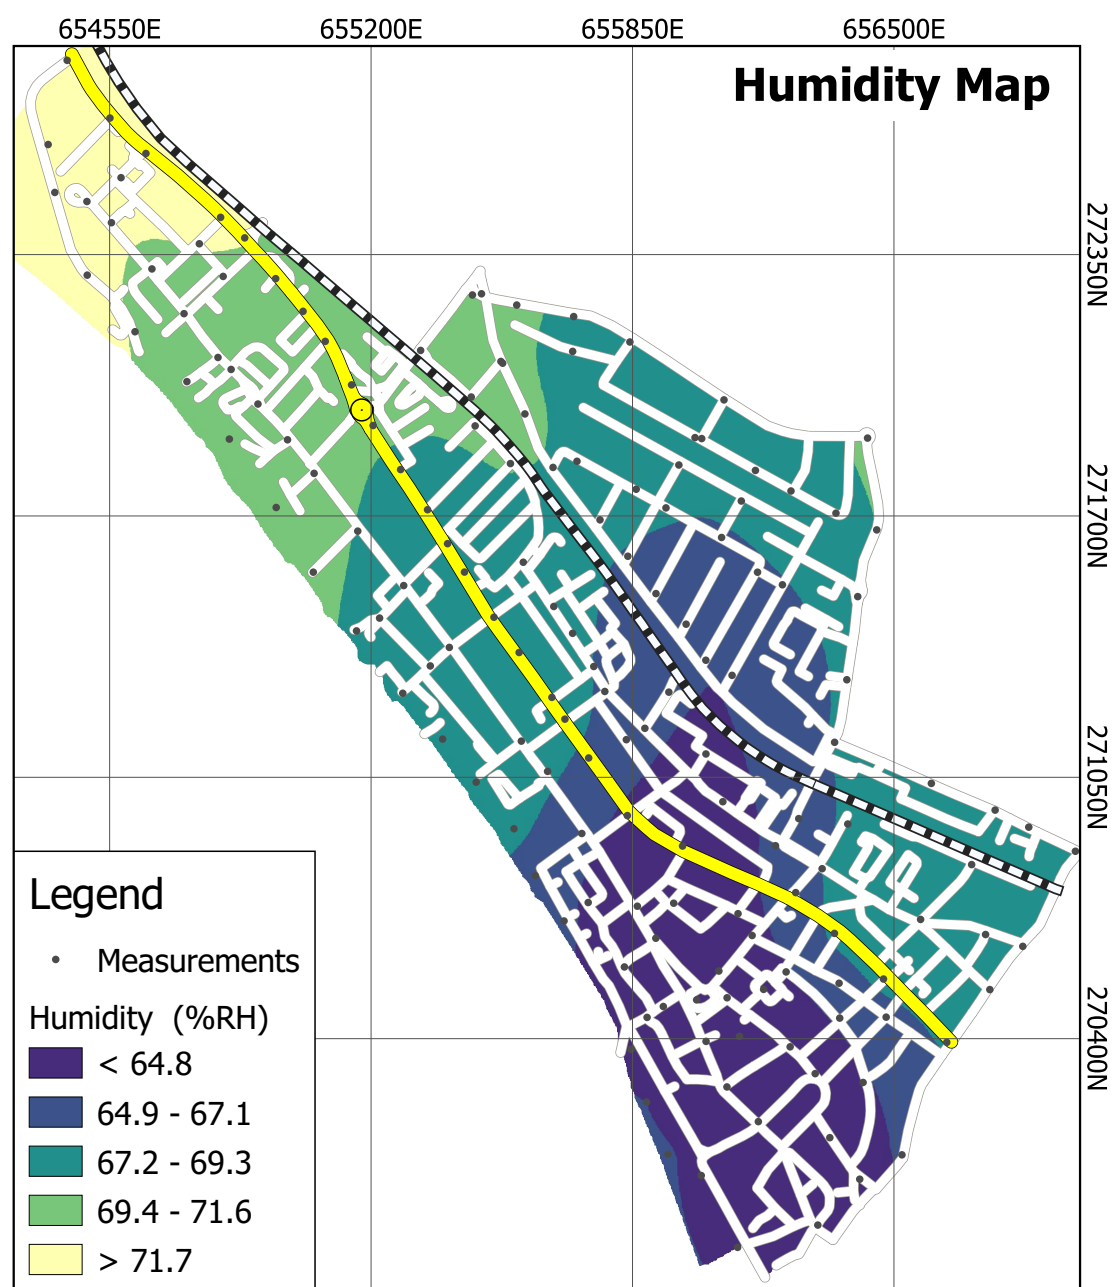 654550E 655200E 655850E 656500E
Humidity Map
272350N
271700N
271050N
270400N
Legend
Measurements
Humidity (%RH)
< 64.8
64.9 - 67.1
67.2 - 69.3
69.4 - 71.6
> 71.7